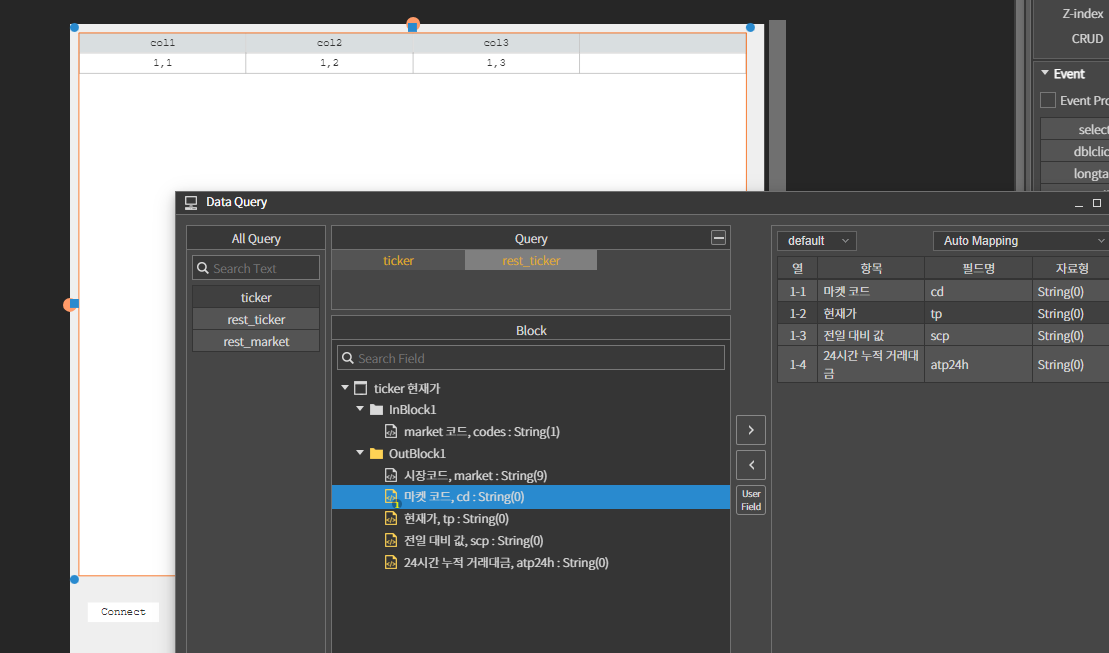 col1 col2 col3
1,1 1,2 1,3
Z-index
CRUD
Event
Event Pro
select
dblclic
longta
Data Query
All Query
Search Text
ticker
rest_ticker
rest_market
Query
ticker rest_ticker
Block
Search Field
ticker 현재가
InBlock1
market 코드, codes : String(1)
OutBlock1
시장코드, market : String(9)
마켓 코드, cd : String(0)
현재가, tp : String(0)
전일 대비 값, scp : String(0)
24시간 누적 거래대금, atp24h : String(0)
User
Field
default Auto Mapping
열 항목 필드명 자료형
1-1 마켓 코드 cd String(0)
1-2 현재가 tp String(0)
1-3 전일 대비 값 scp String(0)
1-4 24시간 누적 거래대
금 atp24h String(0)
Connect